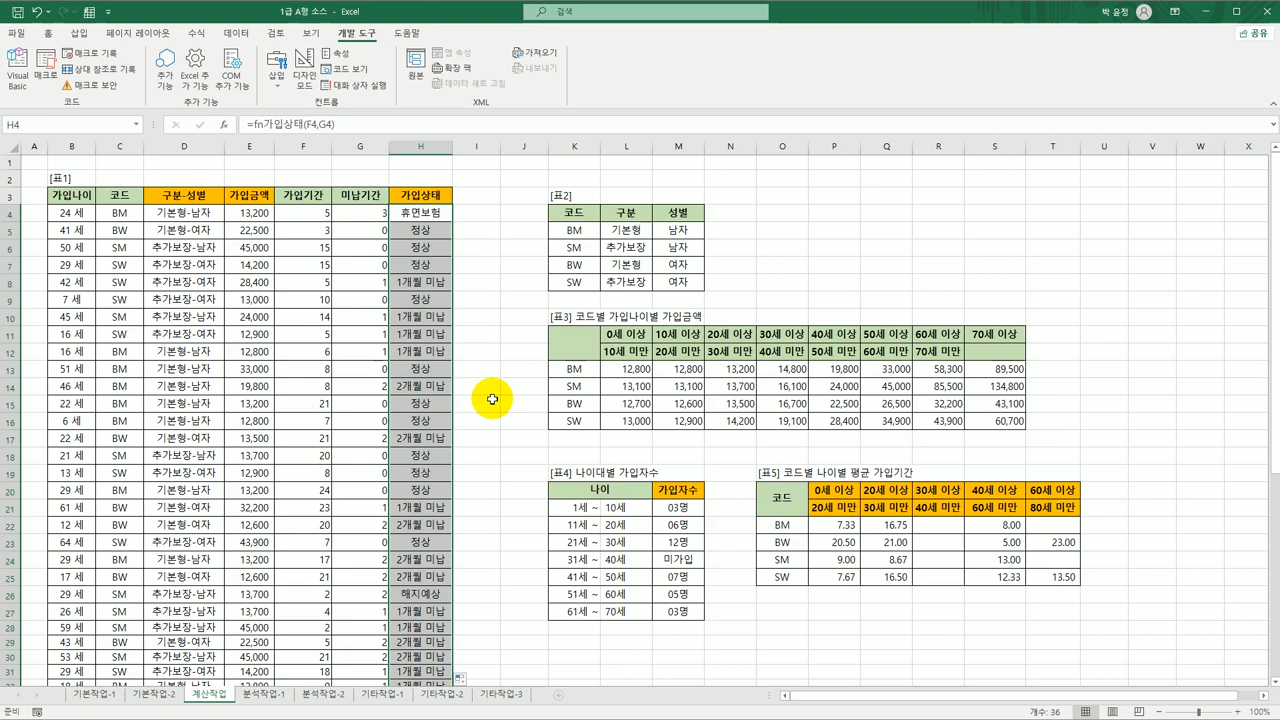 1급 A형 소스 - Excel
검색
박 윤정
파일 홈 삽입 페이지 레이아웃 수식 데이터 검토 보기 개발 도구 도움말
공유
Visual Basic
매크로
매크로 기록
상대 참조로 기록
매크로 보안
코드
추가 기능
Excel 추가 기능
COM 추가 기능
추가 기능
삽입
디자인 모드
속성
코드 보기
대화 상자 실행
컨트롤
원본
맵 속성
확장 팩
데이터 새로 고침
가져오기
내보내기
XML
H4
=fn가입상태(F4,G4)
A B C D E F G H I J K L M N O P Q R S T U V W X
1
2 [표1]
3 가입나이 코드 구분-성별 가입금액 가입기간 미납기간 가입상태 [표2]
4 24 세 BM 기본형-남자 13,200 5 3 휴면보험 코드 구분 성별
5 41 세 BW 기본형-여자 22,500 3 0 정상 BM 기본형 남자
6 50 세 SM 추가보장-남자 45,000 15 0 정상 SM 추가보장 남자
7 29 세 SW 추가보장-여자 14,200 15 0 정상 BW 기본형 여자
8 42 세 SW 추가보장-여자 28,400 5 1 1개월 미납 SW 추가보장 여자
9 7 세 SW 추가보장-여자 13,000 10 0 정상
10 45 세 SM 추가보장-남자 24,000 14 1 1개월 미납 [표3] 코드별 가입나이별 가입금액
11 16 세 SW 추가보장-여자 12,900 5 1 1개월 미납 0세 이상 10세 이상 20세 이상 30세 이상 40세 이상 50세 이상 60세 이상 70세 이상
12 16 세 BM 기본형-남자 12,800 6 1 1개월 미납 10세 미만 20세 미만 30세 미만 40세 미만 50세 미만 60세 미만 70세 미만
13 51 세 BM 기본형-남자 33,000 8 0 정상 BM 12,800 12,800 13,200 14,800 19,800 33,000 58,300 89,500
14 46 세 BM 기본형-남자 19,800 8 2 2개월 미납 SM 13,100 13,100 13,700 16,100 24,000 45,000 85,500 134,800
15 22 세 BM 기본형-남자 13,200 21 0 정상 BW 12,700 12,600 13,500 16,700 22,500 26,500 32,200 43,100
16 6 세 BM 기본형-남자 12,800 7 0 정상 SW 13,000 12,900 14,200 19,100 28,400 34,900 43,900 60,700
17 22 세 BW 기본형-여자 13,500 21 2 2개월 미납
18 21 세 SM 추가보장-남자 13,700 20 0 정상
19 13 세 SW 추가보장-여자 12,900 8 0 정상 [표4] 나이대별 가입자수 [표5] 코드별 나이별 평균 가입기간
20 29 세 BM 기본형-남자 13,200 24 0 정상 나이 가입자수 코드 0세 이상 20세 이상 30세 이상 40세 이상 60세 이상
21 61 세 BW 기본형-여자 32,200 23 1 1개월 미납 1세 ~ 10세 03명 20세 미만 30세 미만 40세 미만 60세 미만 80세 미만
22 12 세 BW 기본형-여자 12,600 20 2 2개월 미납 11세 ~ 20세 06명 BM 7.33 16.75 8.00
23 64 세 SW 추가보장-여자 43,900 7 0 정상 21세 ~ 30세 12명 BW 20.50 21.00 5.00 23.00
24 13 세 SM 추가보장-남자 13,100 17 2 2개월 미납 31세 ~ 40세 미가입 SM 9.00 8.67 13.00
25 17 세 BW 기본형-여자 12,600 21 2 2개월 미납 41세 ~ 50세 07명 SW 7.67 16.50 12.33 13.50
26 29 세 SM 추가보장-남자 13,700 2 2 해지예상 51세 ~ 60세 05명
27 26 세 SM 추가보장-남자 13,700 4 1 1개월 미납 61세 ~ 70세 03명
28 59 세 SM 추가보장-남자 45,000 2 1 1개월 미납
29 43 세 BW 기본형-여자 22,500 5 2 2개월 미납
30 53 세 SM 추가보장-남자 45,000 21 2 2개월 미납
31 29 세 SW 추가보장-여자 14,200 18 1 1개월 미납
기본작업-1 기본작업-2 계산작업 분석작업-1 분석작업-2 기타작업-1 기타작업-2 기타작업-3
준비 개수: 36 100%